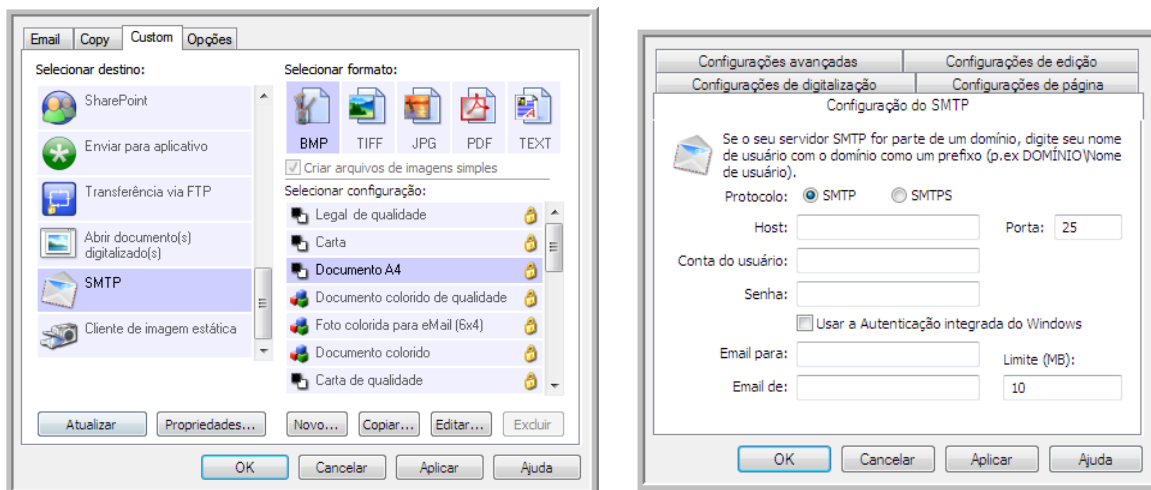 Email
Copy
Custom
Opções
Selecionar destino:
SharePoint
Enviar para aplicativo
Transferência via FTP
Abrir documento(s)
digitalizado(s)
SMTP
Cliente de imagem estática
Atualizar
Propriedades...
Selecionar formato:
BMP
TIFF
JPG
PDF
TEXT
Criar arquivos de imagens simples
Selecionar configuração:
Legal de qualidade
Carta
Documento A4
Documento colorido de qualidade
Foto colorida para eMail (6x4)
Documento colorido
Carta de qualidade
Novo...
Copiar...
Editar...
Excluir
OK
Cancelar
Aplicar
Ajuda
Configurações avançadas
Configurações de edição
Configurações de digitalização
Configurações de página
Configuração do SMTP
Se o seu servidor SMTP for parte de um domínio, digite seu nome
de usuário com o domínio como um prefixo (p.ex DOMÍNIO\Nome
de usuário).
Protocolo:
SMTP
SMTPS
Host:
Porta: 25
Conta do usuário:
Senha:
Usar a Autenticação integrada do Windows
Email para:
Limite (MB):
Email de:
10
OK
Cancelar
Aplicar
Ajuda